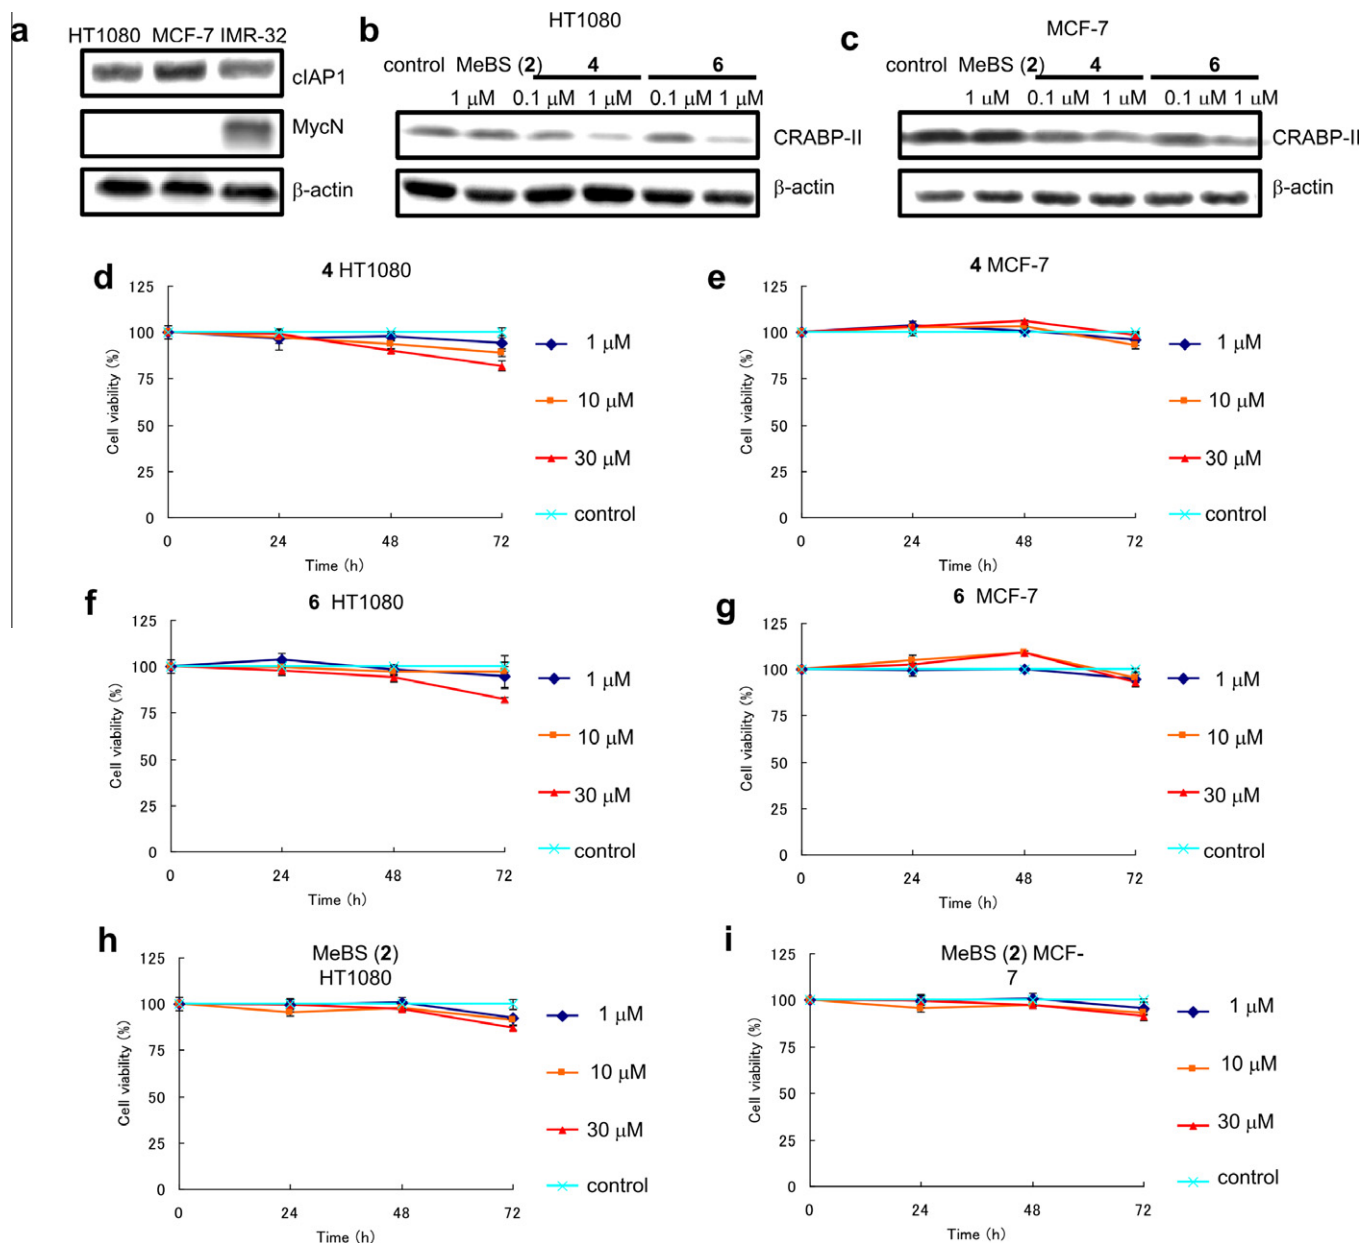 a
HT1080 MCF-7 IMR-32
cIAP1
MycN
β-actin
b
HT1080
control MeBS (2) 4 6
1 μM 0.1 μM 1 μM 0.1 μM 1 μM
CRABP-II
β-actin
c
MCF-7
control MeBS (2) 4 6
1 μM 0.1 μM 1 μM 0.1 μM 1 μM
CRABP-II
β-actin
d
4 HT1080
125
100
75
50
25
0
Cell viability (%)
0 24 48 72
Time (h)
1 μM
10 μM
30 μM
control
e
4 MCF-7
125
100
75
50
25
0
Cell viability (%)
0 24 48 72
Time (h)
1 μM
10 μM
30 μM
control
f
6 HT1080
125
100
75
50
25
0
Cell viability (%)
0 24 48 72
Time (h)
1 μM
10 μM
30 μM
control
g
6 MCF-7
125
100
75
50
25
0
Cell viability (%)
0 24 48 72
Time (h)
1 μM
10 μM
30 μM
control
h
MeBS (2)
HT1080
125
100
75
50
25
0
Cell viability (%)
0 24 48 72
Time (h)
1 μM
10 μM
30 μM
control
i
MeBS (2) MCF-
7
125
100
75
50
25
0
Cell viability (%)
0 24 48 72
Time (h)
1 μM
10 μM
30 μM
control